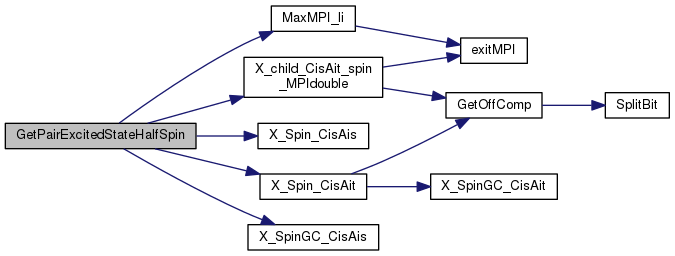 GetPairExcitedStateHalfSpin
MaxMPI_li
X_child_CisAit_spin
_MPIdouble
X_Spin_CisAis
X_Spin_CisAit
X_SpinGC_CisAis
exitMPI
GetOffComp
X_SpinGC_CisAit
SplitBit